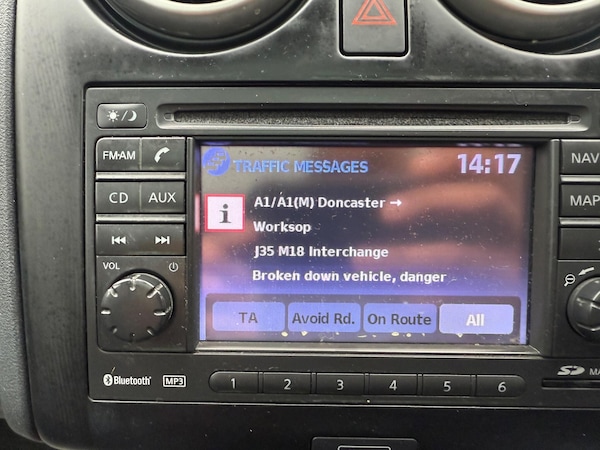 FM·AM
CD AUX
VOL
Bluetooth MP3
TRAFFIC MESSAGES 14:17
i A1/A1(M) Doncaster →
Worksop
J35 M18 Interchange
Broken down vehicle, danger
TA Avoid Rd. On Route All
1 2 3 4 5 6
NAV
MAP
SD